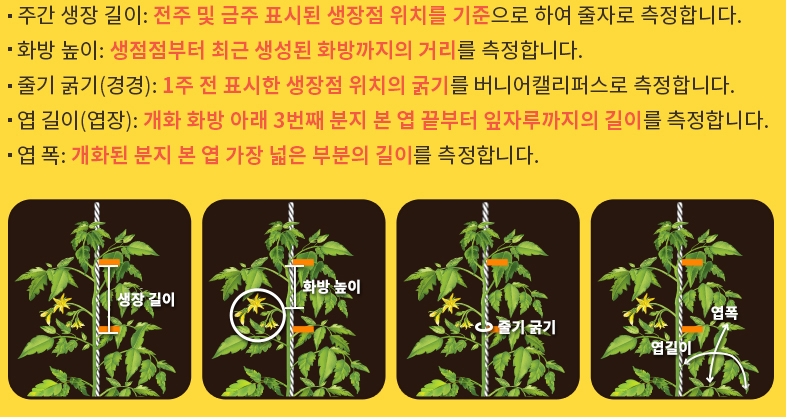 ▪ 주간 생장 길이: 전주 및 금주 표시된 생장점 위치를 기준으로 하여 줄자로 측정합니다.
▪ 화방 높이: 생점점부터 최근 생성된 화방까지의 거리를 측정합니다.
▪ 줄기 굵기(경경): 1주 전 표시한 생장점 위치의 굵기를 버니어캘리퍼스로 측정합니다.
▪ 엽 길이(엽장): 개화 화방 아래 3번째 분지 본 엽 끝부터 잎자루까지의 길이를 측정합니다.
▪ 엽 폭: 개화된 분지 본 엽 가장 넓은 부분의 길이를 측정합니다.
생장 길이
화방 높이
줄기 굵기
엽폭
엽길이